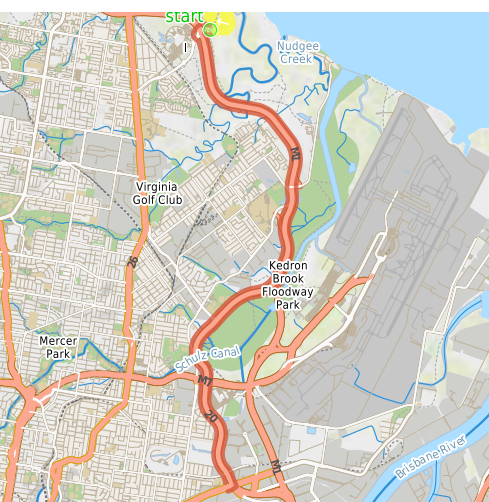 start
Nudgee
Creek
M1
Virginia
Golf Club
26
Kedron
Brook
Floodway
Park
Mercer
Park
Schulz Canal
M7
20
M1
Brisbane River